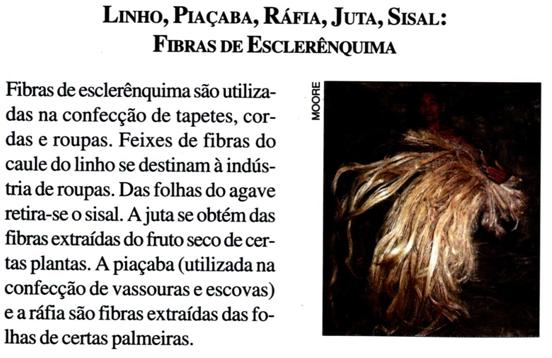 LINHO, PIAÇABA, RÁFIA, JUTA, SISAL:
FIBRAS DE ESCLERÊNQUIMA
Fibras de esclerênquima são utiliza-
das na confecção de tapetes, cor-
das e roupas. Feixes de fibras do
caule do linho se destinam à indús-
tria de roupas. Das folhas do agave
retira-se o sisal. A juta se obtém das
fibras extraídas do fruto seco de cer-
tas plantas. A piaçaba (utilizada na
confecção de vassouras e escovas)
e a ráfia são fibras extraídas das fo-
lhas de certas palmeiras.
MOORE